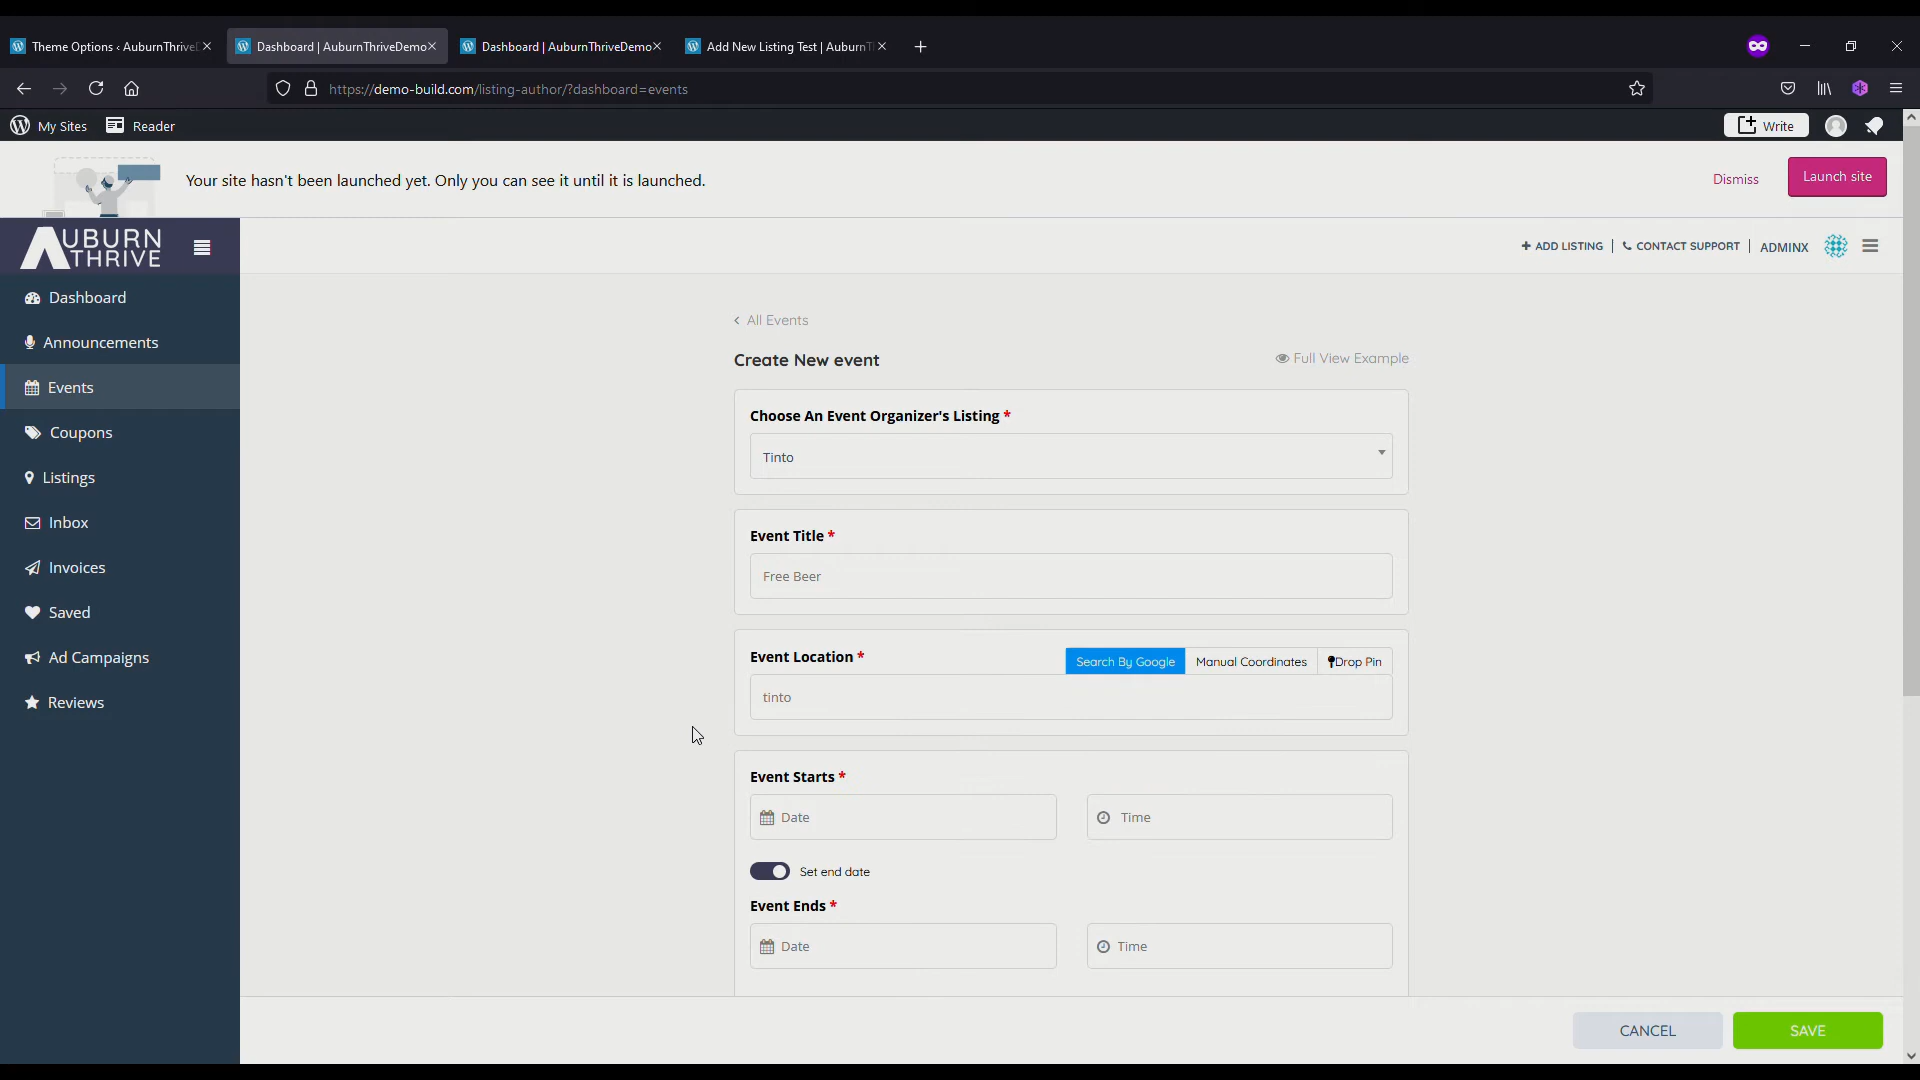 Theme Options ‹ AuburnThriveD
Dashboard | AuburnThriveDemo
Dashboard | AuburnThriveDemo
Add New Listing Test | AuburnT
https://demo-build.com/listing-author/?dashboard=events
My Sites
Reader
Write
Your site hasn't been launched yet. Only you can see it until it is launched.
Dismiss
Launch site
AUBURN
THRIVE
ADD LISTING
CONTACT SUPPORT
ADMINX
Dashboard
Announcements
Events
Coupons
Listings
Inbox
Invoices
Saved
Ad Campaigns
Reviews
‹ All Events
Create New event
Full View Example
Choose An Event Organizer's Listing *
Tinto
Event Title *
Free Beer
Event Location *
Search By Google
Manual Coordinates
Drop Pin
tinto
Event Starts *
Date
Time
Set end date
Event Ends *
Date
Time
CANCEL
SAVE